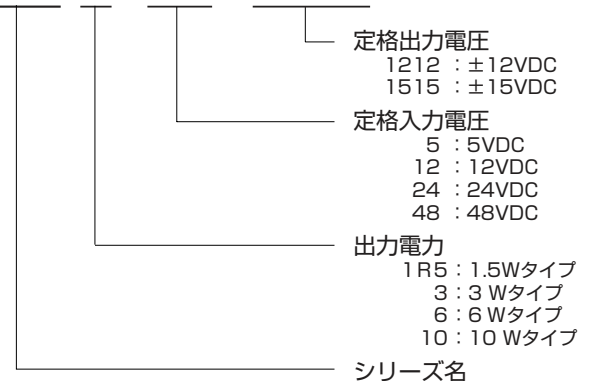 定格出力電圧
1212 : ±12VDC
1515 : ±15VDC
定格入力電圧
5 : 5VDC
12 : 12VDC
24 : 24VDC
48 : 48VDC
出力電力
1R5 : 1.5Wタイプ
3 : 3 Wタイプ
6 : 6 Wタイプ
10 : 10 Wタイプ
シリーズ名